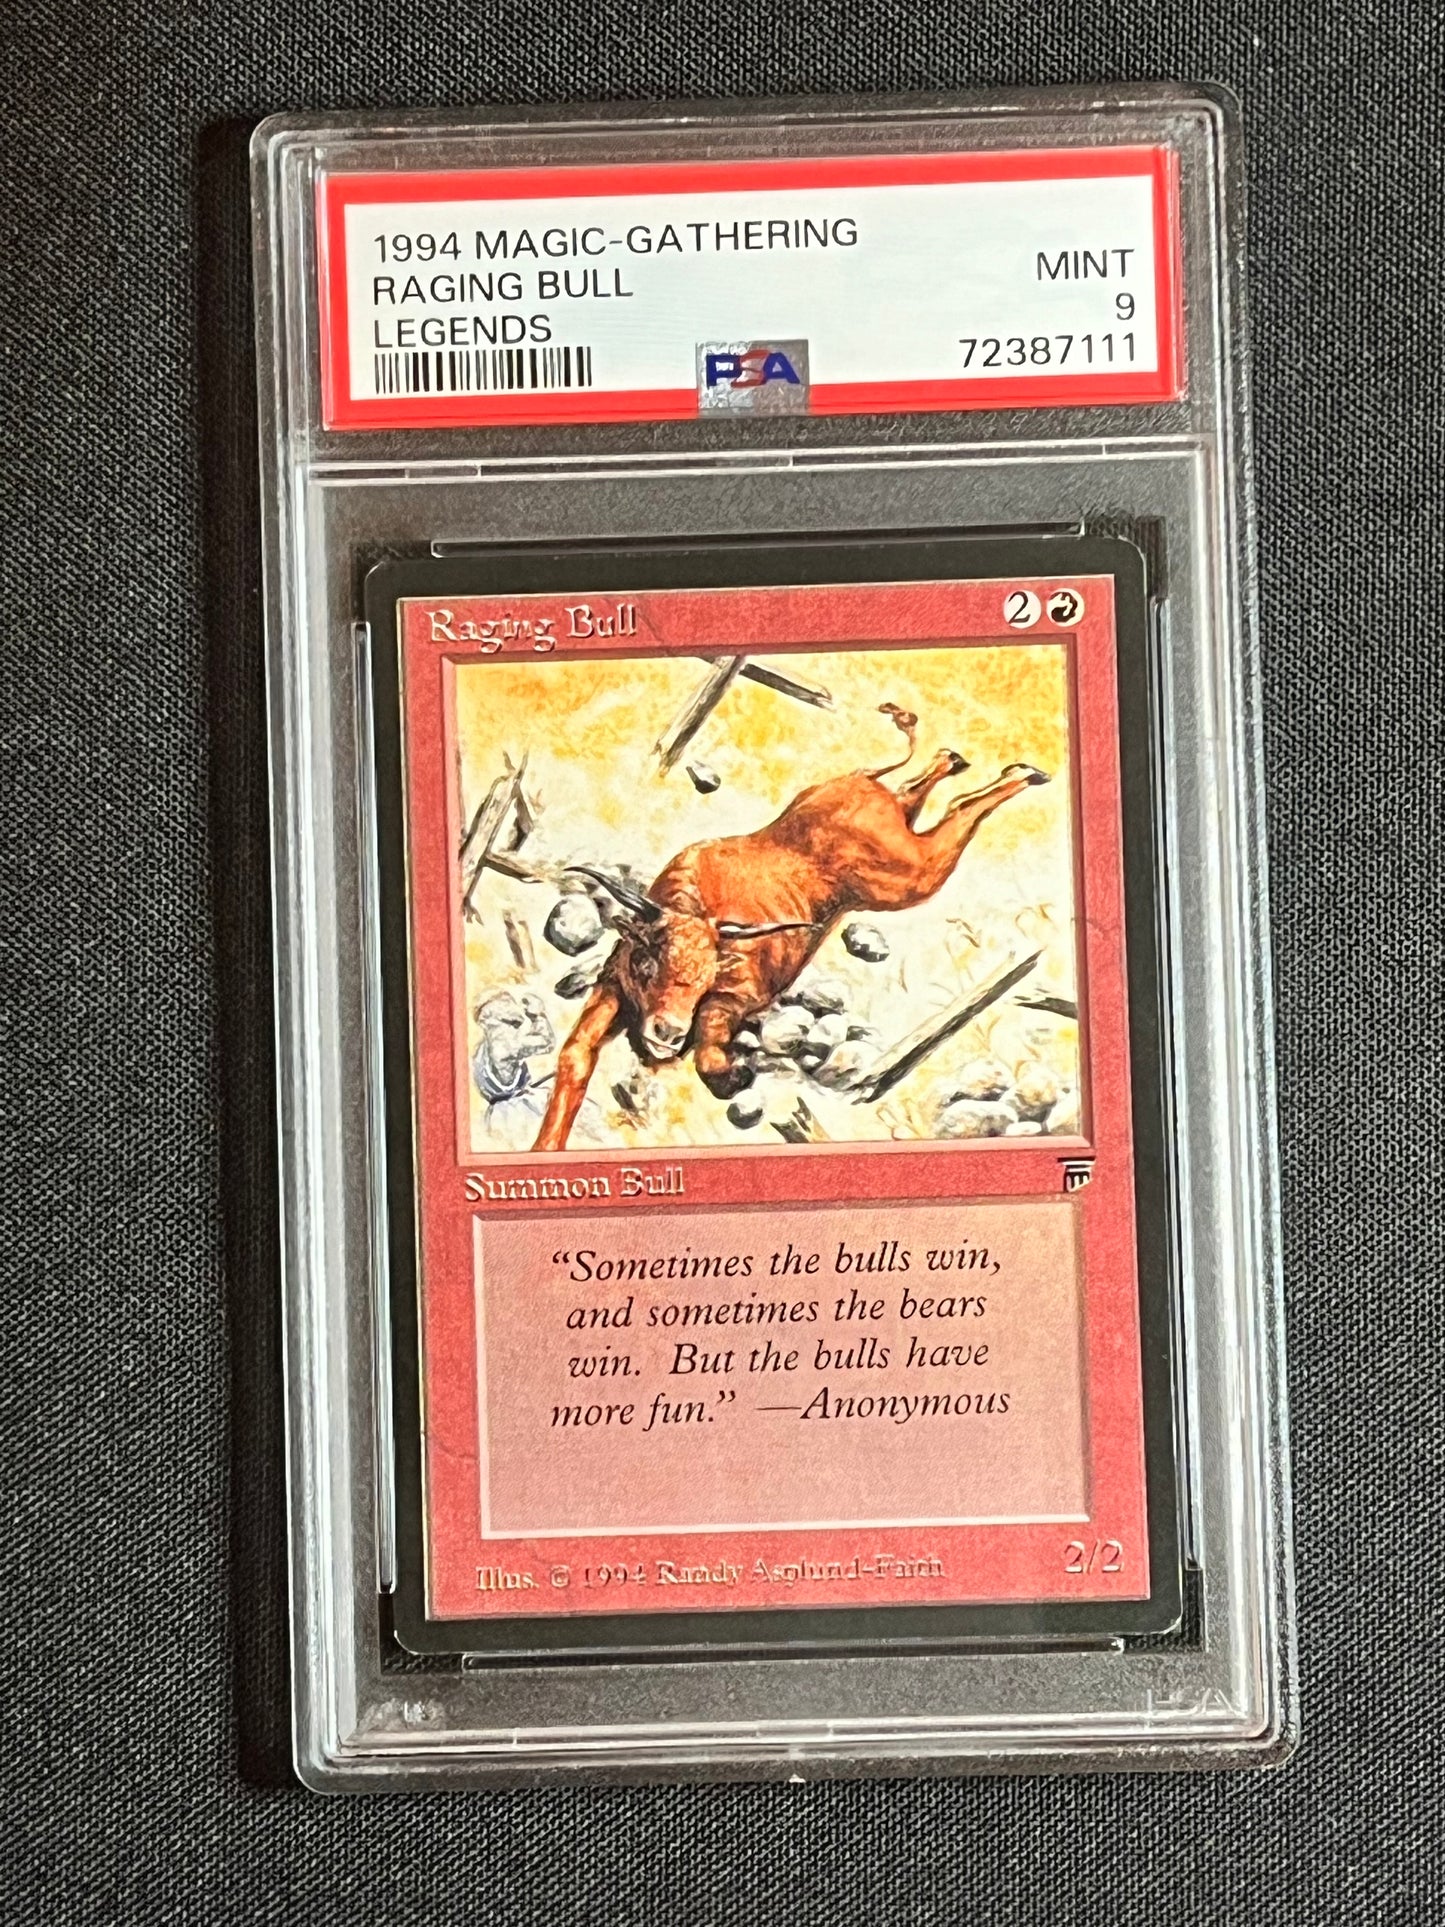 1994 MAGIC-GATHERING
RAGING BULL
LEGENDS
MINT
9
72387111
PSA
Raging Bull
2
Summon Bull
“Sometimes the bulls win,
and sometimes the bears
win. But the bulls have
more fun.” —Anonymous
Illus. © 1994 Randy Asplund-Faith
2/2